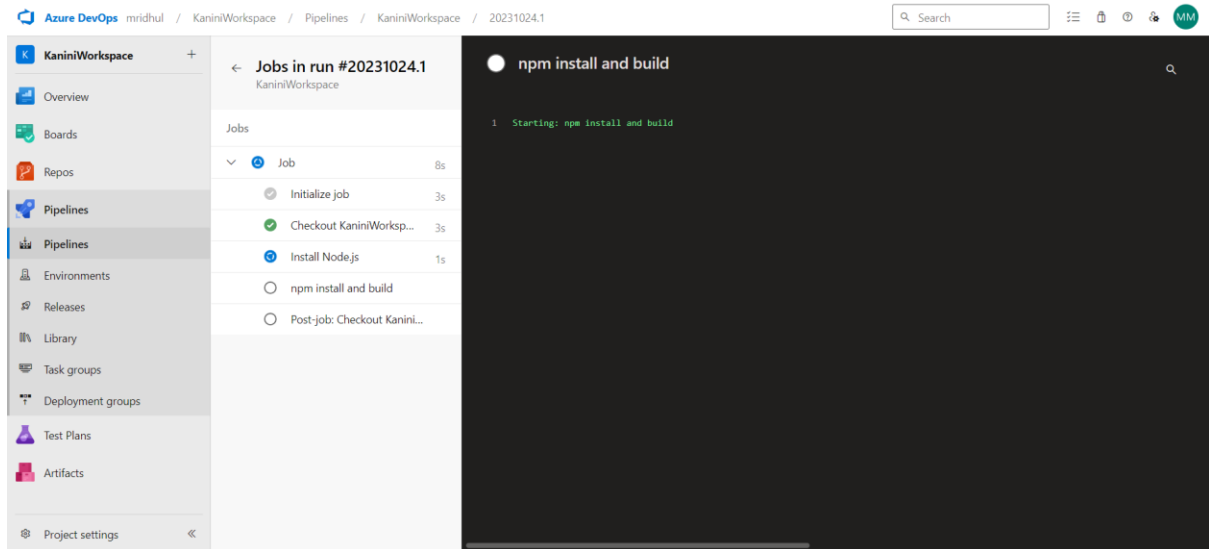 Azure DevOps mridhul / KaniniWorkspace / Pipelines / KaniniWorkspace / 20231024.1
Search
MM
K KaniniWorkspace +
Overview
Boards
Repos
Pipelines
Pipelines
Environments
Releases
Library
Task groups
Deployment groups
Test Plans
Artifacts
Project settings
← Jobs in run #20231024.1
KaniniWorkspace
Jobs
Job 8s
Initialize job 3s
Checkout KaniniWorksp... 3s
Install Node.js 1s
npm install and build
Post-job: Checkout Kanini...
npm install and build
1 Starting: npm install and build